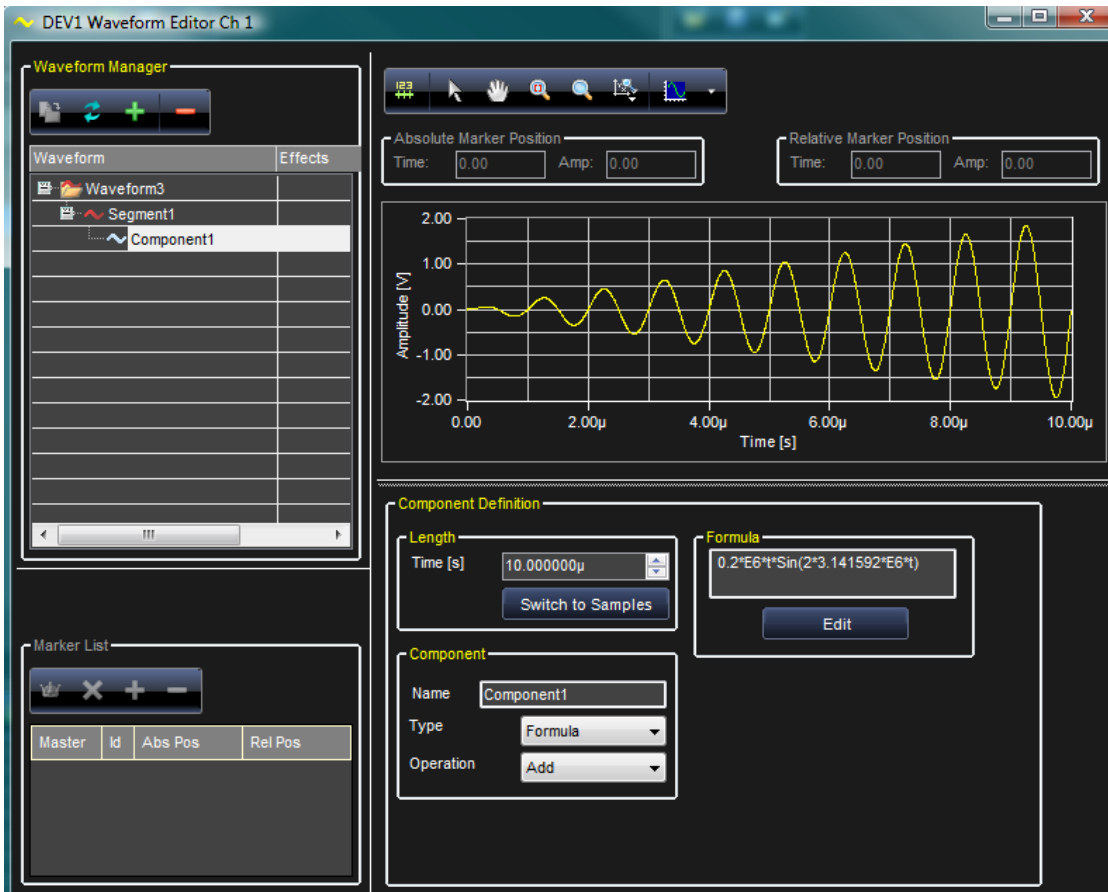 DEV1 Waveform Editor Ch 1
Waveform Manager
Waveform Effects
Waveform3
Segment1
Component1
Marker List
Master Id Abs Pos Rel Pos
123
Absolute Marker Position
Time: 0.00 Amp: 0.00
Relative Marker Position
Time: 0.00 Amp: 0.00
2.00
1.00
0.00
-1.00
-2.00
Amplitude [V]
0.00 2.00µ 4.00µ 6.00µ 8.00µ 10.00µ
Time [s]
Component Definition
Length
Time [s] 10.000000µ
Switch to Samples
Formula
0.2*E6*t*Sin(2*3.141592*E6*t)
Edit
Component
Name Component1
Type Formula
Operation Add